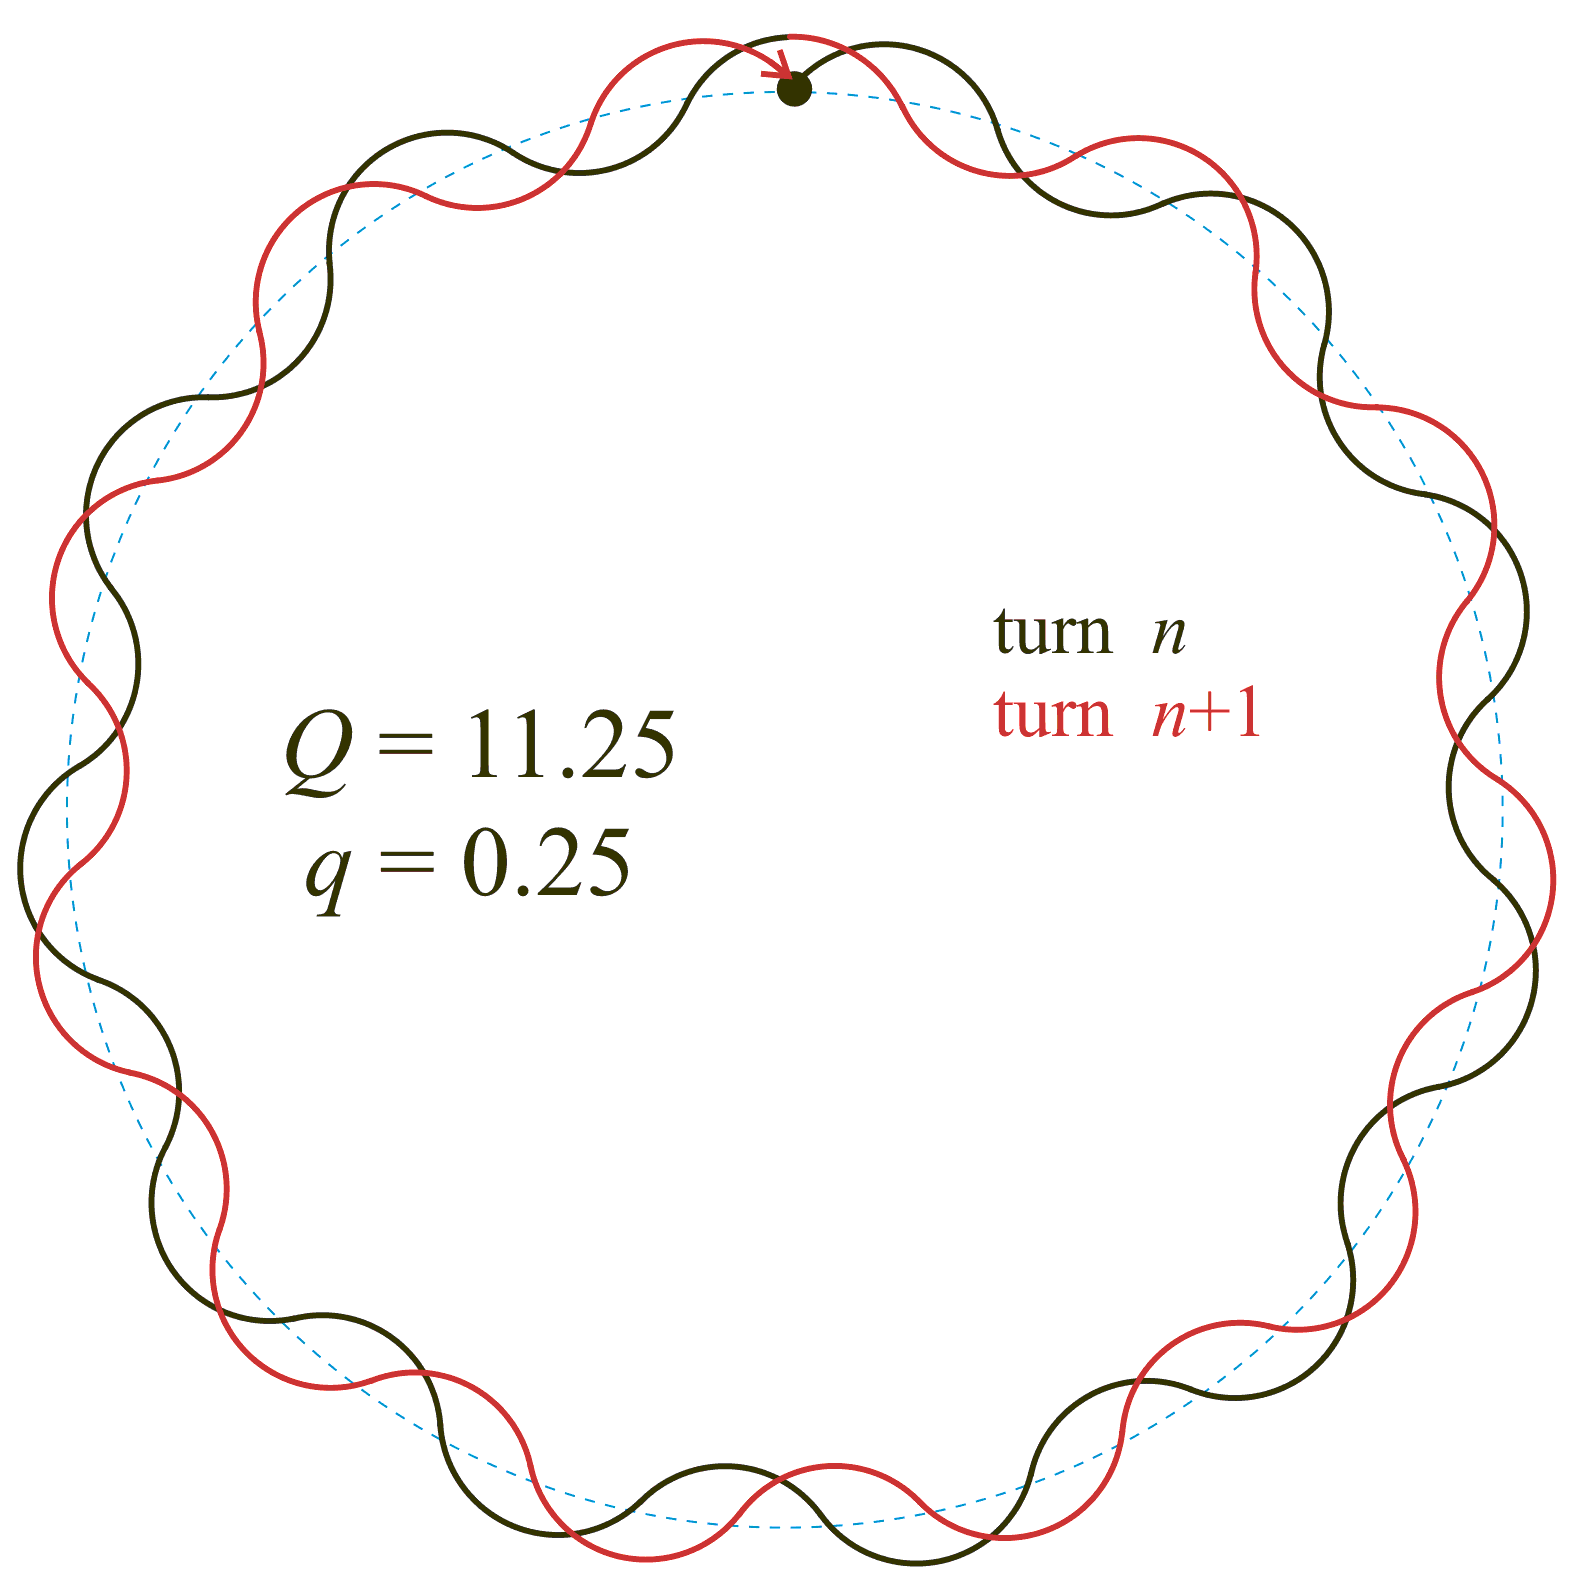 turn n
turn n+1
Q = 11.25
q = 0.25